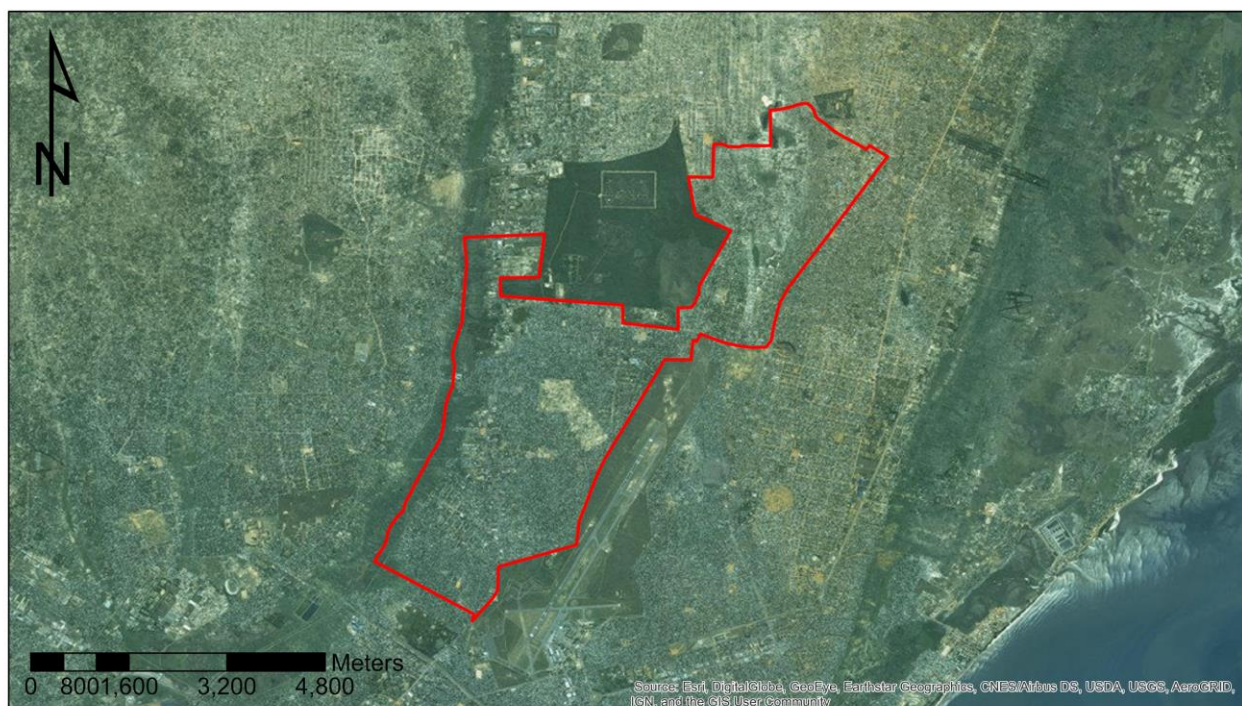 N
Meters
0 8001,600 3,200 4,800
Source: Esri, DigitalGlobe, GeoEye, Earthstar Geographics, CNES/Airbus DS, USDA, USGS, AeroGRID,
IGN, and the GIS User Community